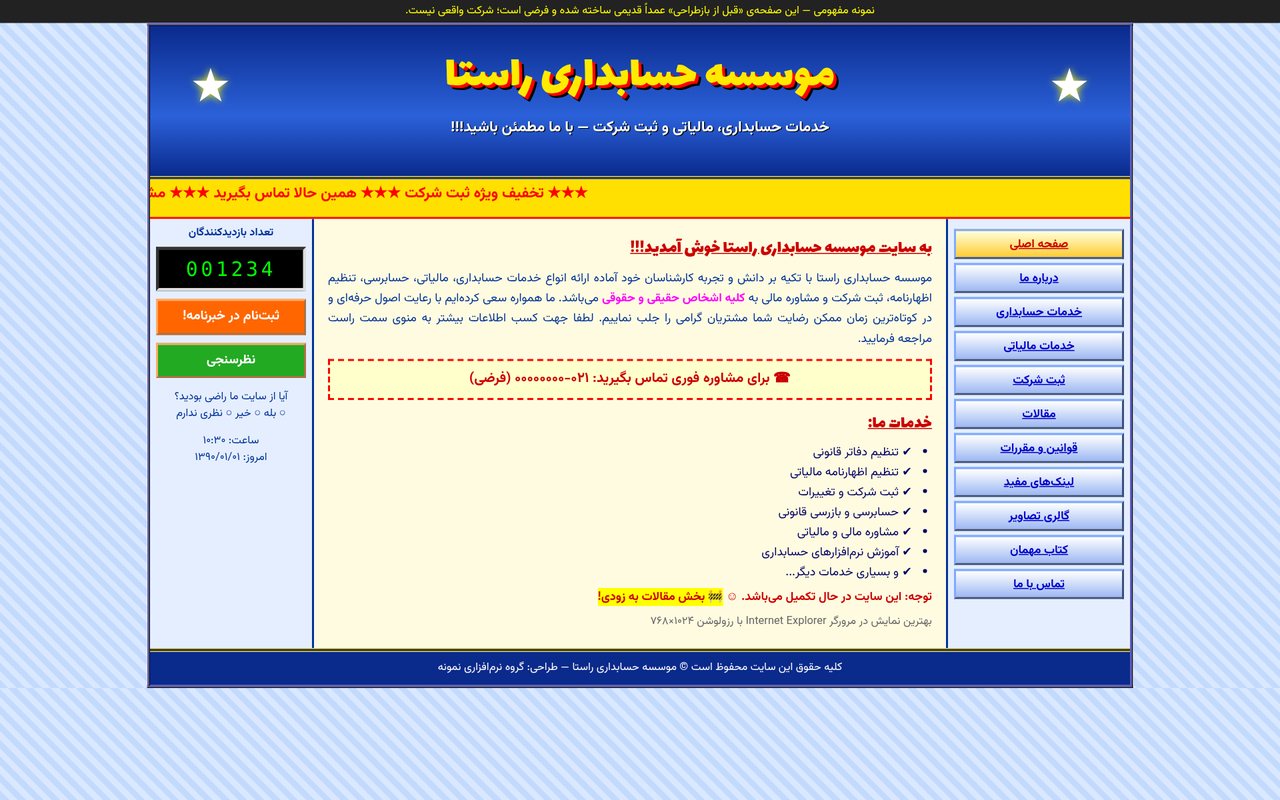 نمونه مفهومی — این صفحه‌ی «قبل از بازطراحی» عمداً قدیمی ساخته شده و فرضی است؛ شرکت واقعی نیست.
موسسه حسابداری راستا
خدمات حسابداری، مالیاتی و ثبت شرکت — با ما مطمئن باشید!!!
★★★ تخفیف ویژه ثبت شرکت ★★★ همین حالا تماس بگیرید ★★★
صفحه اصلی
درباره ما
خدمات حسابداری
خدمات مالیاتی
ثبت شرکت
مقالات
قوانین و مقررات
لینک‌های مفید
گالری تصاویر
کتاب مهمان
تماس با ما
به سایت موسسه حسابداری راستا خوش آمدید!!!
موسسه حسابداری راستا با تکیه بر دانش و تجربه کارشناسان خود آماده ارائه انواع خدمات حسابداری، مالیاتی، حسابرسی، تنظیم
اظهارنامه، ثبت شرکت و مشاوره مالی به کلیه اشخاص حقیقی و حقوقی می‌باشد. ما همواره سعی کرده‌ایم با رعایت اصول حرفه‌ای و
در کوتاه‌ترین زمان ممکن رضایت شما مشتریان گرامی را جلب نماییم. لطفا جهت کسب اطلاعات بیشتر به منوی سمت راست
مراجعه فرمایید.
☎ برای مشاوره فوری تماس بگیرید: ۰۲۱-۰۰۰۰۰۰۰۰ (فرضی)
خدمات ما:
• ✔ تنظیم دفاتر قانونی
• ✔ تنظیم اظهارنامه مالیاتی
• ✔ ثبت شرکت و تغییرات
• ✔ حسابرسی و بازرسی قانونی
• ✔ مشاوره مالی و مالیاتی
• ✔ آموزش نرم‌افزارهای حسابداری
• ✔ و بسیاری خدمات دیگر...
توجه: این سایت در حال تکمیل می‌باشد. ☺ 🚧 بخش مقالات به زودی!
بهترین نمایش در مرورگر Internet Explorer با رزولوشن ۱۰۲۴×۷۶۸
تعداد بازدیدکنندگان
001234
ثبت‌نام در خبرنامه!
نظرسنجی
آیا از سایت ما راضی بودید؟
○ بله ○ خیر ○ نظری ندارم
ساعت: ۱۰:۳۰
امروز: ۱۳۹۰/۰۱/۰۱
کلیه حقوق این سایت محفوظ است © موسسه حسابداری راستا — طراحی: گروه نرم‌افزاری نمونه